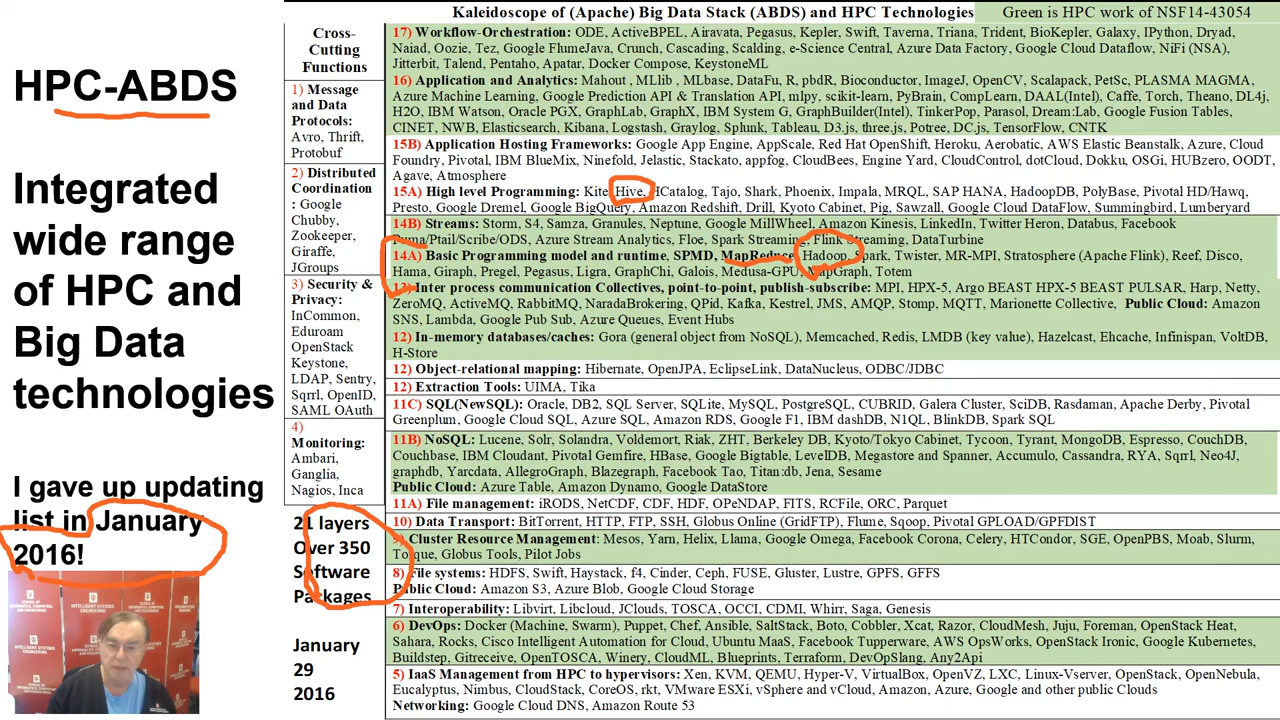 Kaleidoscope of (Apache) Big Data Stack (ABDS) and HPC Technologies
Green is HPC work of NSF14-43054
HPC-ABDS
Integrated
wide range
of HPC and
Big Data
technologies
I gave up updating
list in January
2016!
Cross-
Cutting
Functions
1) Message
and Data
Protocols:
Avro, Thrift,
Protobuf
2) Distributed
Coordination
: Google
Chubby,
Zookeeper,
Giraffe,
JGroups
3) Security &
Privacy:
InCommon,
Eduroam
OpenStack
Keystone,
LDAP, Sentry,
Sqrrl, OpenID,
SAML OAuth
4)
Monitoring:
Ambari,
Ganglia,
Nagios, Inca
21 layers
Over 350
Software
Packages
January
29
2016
17) Workflow-Orchestration: ODE, ActiveBPEL, Airavata, Pegasus, Kepler, Swift, Taverna, Triana, Trident, BioKepler, Galaxy, IPython, Dryad,
Naiad, Oozie, Tez, Google FlumeJava, Crunch, Cascading, Scalding, e-Science Central, Azure Data Factory, Google Cloud Dataflow, NiFi (NSA),
Jitterbit, Talend, Pentaho, Apatar, Docker Compose, KeystoneML
16) Application and Analytics: Mahout , MLlib , MLbase, DataFu, R, pbdR, Bioconductor, ImageJ, OpenCV, Scalapack, PetSc, PLASMA MAGMA,
Azure Machine Learning, Google Prediction API & Translation API, mlpy, scikit-learn, PyBrain, CompLearn, DAAL(Intel), Caffe, Torch, Theano, DL4j,
H2O, IBM Watson, Oracle PGX, GraphLab, GraphX, IBM System G, GraphBuilder(Intel), TinkerPop, Parasol, Dream:Lab, Google Fusion Tables,
CINET, NWB, Elasticsearch, Kibana, Logstash, Graylog, Splunk, Tableau, D3.js, three.js, Potree, DC.js, TensorFlow, CNTK
15B) Application Hosting Frameworks: Google App Engine, AppScale, Red Hat OpenShift, Heroku, Aerobatic, AWS Elastic Beanstalk, Azure, Cloud
Foundry, Pivotal, IBM BlueMix, Ninefold, Jelastic, Stackato, appfog, CloudBees, Engine Yard, CloudControl, dotCloud, Dokku, OSGi, HUBzero, OODT,
Agave, Atmosphere
15A) High level Programming: Kite, Hive, HCatalog, Tajo, Shark, Phoenix, Impala, MRQL, SAP HANA, HadoopDB, PolyBase, Pivotal HD/Hawq,
Presto, Google Dremel, Google BigQuery, Amazon Redshift, Drill, Kyoto Cabinet, Pig, Sawzall, Google Cloud DataFlow, Summingbird, Lumberyard
14B) Streams: Storm, S4, Samza, Granules, Neptune, Google MillWheel, Amazon Kinesis, LinkedIn, Twitter Heron, Databus, Facebook
Puma/Ptail/Scribe/ODS, Azure Stream Analytics, Floe, Spark Streaming, Flink Streaming, DataTurbine
14A) Basic Programming model and runtime, SPMD, MapReduce: Hadoop, Spark, Twister, MR-MPI, Stratosphere (Apache Flink), Reef, Disco,
Hama, Giraph, Pregel, Pegasus, Ligra, GraphChi, Galois, Medusa-GPU, MapGraph, Totem
13) Inter process communication Collectives, point-to-point, publish-subscribe: MPI, HPX-5, Argo BEAST HPX-5 BEAST PULSAR, Harp, Netty,
ZeroMQ, ActiveMQ, RabbitMQ, NaradaBrokering, QPid, Kafka, Kestrel, JMS, AMQP, Stomp, MQTT, Marionette Collective, Public Cloud: Amazon
SNS, Lambda, Google Pub Sub, Azure Queues, Event Hubs
12) In-memory databases/caches: Gora (general object from NoSQL), Memcached, Redis, LMDB (key value), Hazelcast, Ehcache, Infinispan, VoltDB,
H-Store
12) Object-relational mapping: Hibernate, OpenJPA, EclipseLink, DataNucleus, ODBC/JDBC
12) Extraction Tools: UIMA, Tika
11C) SQL(NewSQL): Oracle, DB2, SQL Server, SQLite, MySQL, PostgreSQL, CUBRID, Galera Cluster, SciDB, Rasdaman, Apache Derby, Pivotal
Greenplum, Google Cloud SQL, Azure SQL, Amazon RDS, Google F1, IBM dashDB, N1QL, BlinkDB, Spark SQL
11B) NoSQL: Lucene, Solr, Solandra, Voldemort, Riak, ZHT, Berkeley DB, Kyoto/Tokyo Cabinet, Tycoon, Tyrant, MongoDB, Espresso, CouchDB,
Couchbase, IBM Cloudant, Pivotal Gemfire, HBase, Google Bigtable, LevelDB, Megastore and Spanner, Accumulo, Cassandra, RYA, Sqrrl, Neo4J,
graphdb, Yarcdata, AllegroGraph, Blazegraph, Facebook Tao, Titan:db, Jena, Sesame
Public Cloud: Azure Table, Amazon Dynamo, Google DataStore
11A) File management: iRODS, NetCDF, CDF, HDF, OPeNDAP, FITS, RCFile, ORC, Parquet
10) Data Transport: BitTorrent, HTTP, FTP, SSH, Globus Online (GridFTP), Flume, Sqoop, Pivotal GPLOAD/GPFDIST
9) Cluster Resource Management: Mesos, Yarn, Helix, Llama, Google Omega, Facebook Corona, Celery, HTCondor, SGE, OpenPBS, Moab, Slurm,
Torque, Globus Tools, Pilot Jobs
8) File systems: HDFS, Swift, Haystack, f4, Cinder, Ceph, FUSE, Gluster, Lustre, GPFS, GFFS
Public Cloud: Amazon S3, Azure Blob, Google Cloud Storage
7) Interoperability: Libvirt, Libcloud, JClouds, TOSCA, OCCI, CDMI, Whirr, Saga, Genesis
6) DevOps: Docker (Machine, Swarm), Puppet, Chef, Ansible, SaltStack, Boto, Cobbler, Xcat, Razor, CloudMesh, Juju, Foreman, OpenStack Heat,
Sahara, Rocks, Cisco Intelligent Automation for Cloud, Ubuntu MaaS, Facebook Tupperware, AWS OpsWorks, OpenStack Ironic, Google Kubernetes,
Buildstep, Gitreceive, OpenTOSCA, Winery, CloudML, Blueprints, Terraform, DevOpSlang, Any2Api
5) IaaS Management from HPC to hypervisors: Xen, KVM, QEMU, Hyper-V, VirtualBox, OpenVZ, LXC, Linux-Vserver, OpenStack, OpenNebula,
Eucalyptus, Nimbus, CloudStack, CoreOS, rkt, VMware ESXi, vSphere and vCloud, Amazon, Azure, Google and other public Clouds
Networking: Google Cloud DNS, Amazon Route 53
INTELLIGENT SYSTEMS
ENGINEERING